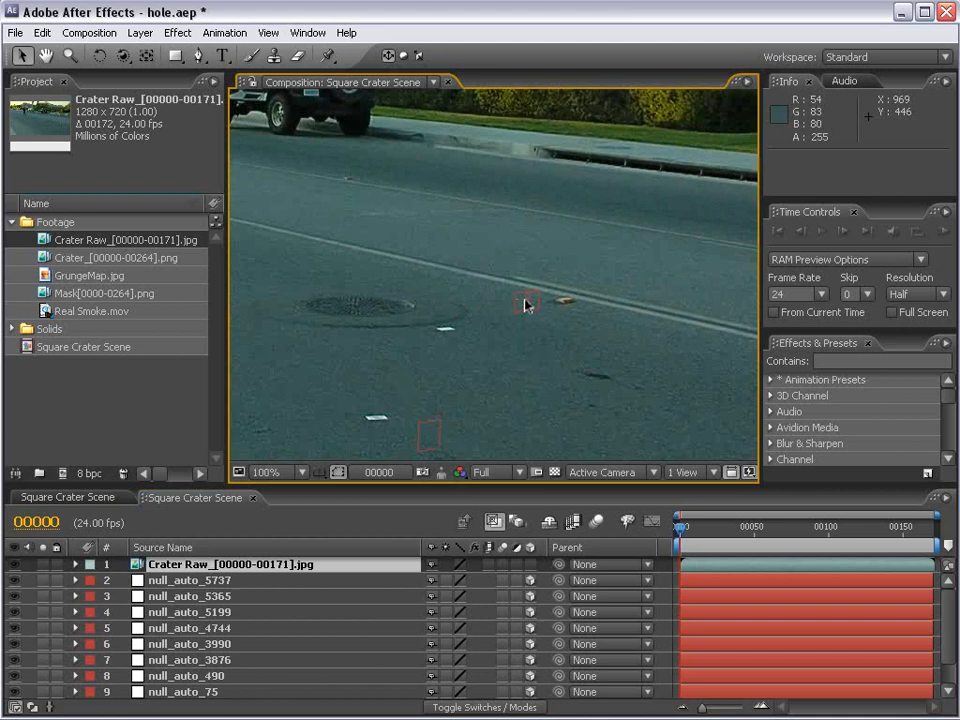 Adobe After Effects - hole.aep *
File Edit Composition Layer Effect Animation View Window Help
Workspace: Standard
Project
Composition: Square Crater Scene
Info Audio
Crater Raw_[00000-00171].
1280 x 720 (1.00)
Δ 00172, 24.00 fps
Millions of Colors
R : 54
G : 83
B : 80
A : 255
X : 969
Y : 446
Name
Footage
Crater Raw_[00000-00171].jpg
Crater_[00000-00264].png
GrungeMap.jpg
Mask[0000-0264].png
Real Smoke.mov
Solids
Square Crater Scene
8 bpc
Time Controls
RAM Preview Options
Frame Rate Skip Resolution
24 0 Half
From Current Time Full Screen
Effects & Presets
Contains:
* Animation Presets
3D Channel
Audio
Avidion Media
Blur & Sharpen
Channel
100% 00000 Full Active Camera 1 View
Square Crater Scene Square Crater Scene
00000 (24.00 fps)
00050 00100 00150
# Source Name Parent
1 Crater Raw_[00000-00171].jpg None
2 null_auto_5737 None
3 null_auto_5365 None
4 null_auto_5199 None
5 null_auto_4744 None
6 null_auto_3990 None
7 null_auto_3876 None
8 null_auto_490 None
9 null_auto_75 None
Toggle Switches / Modes